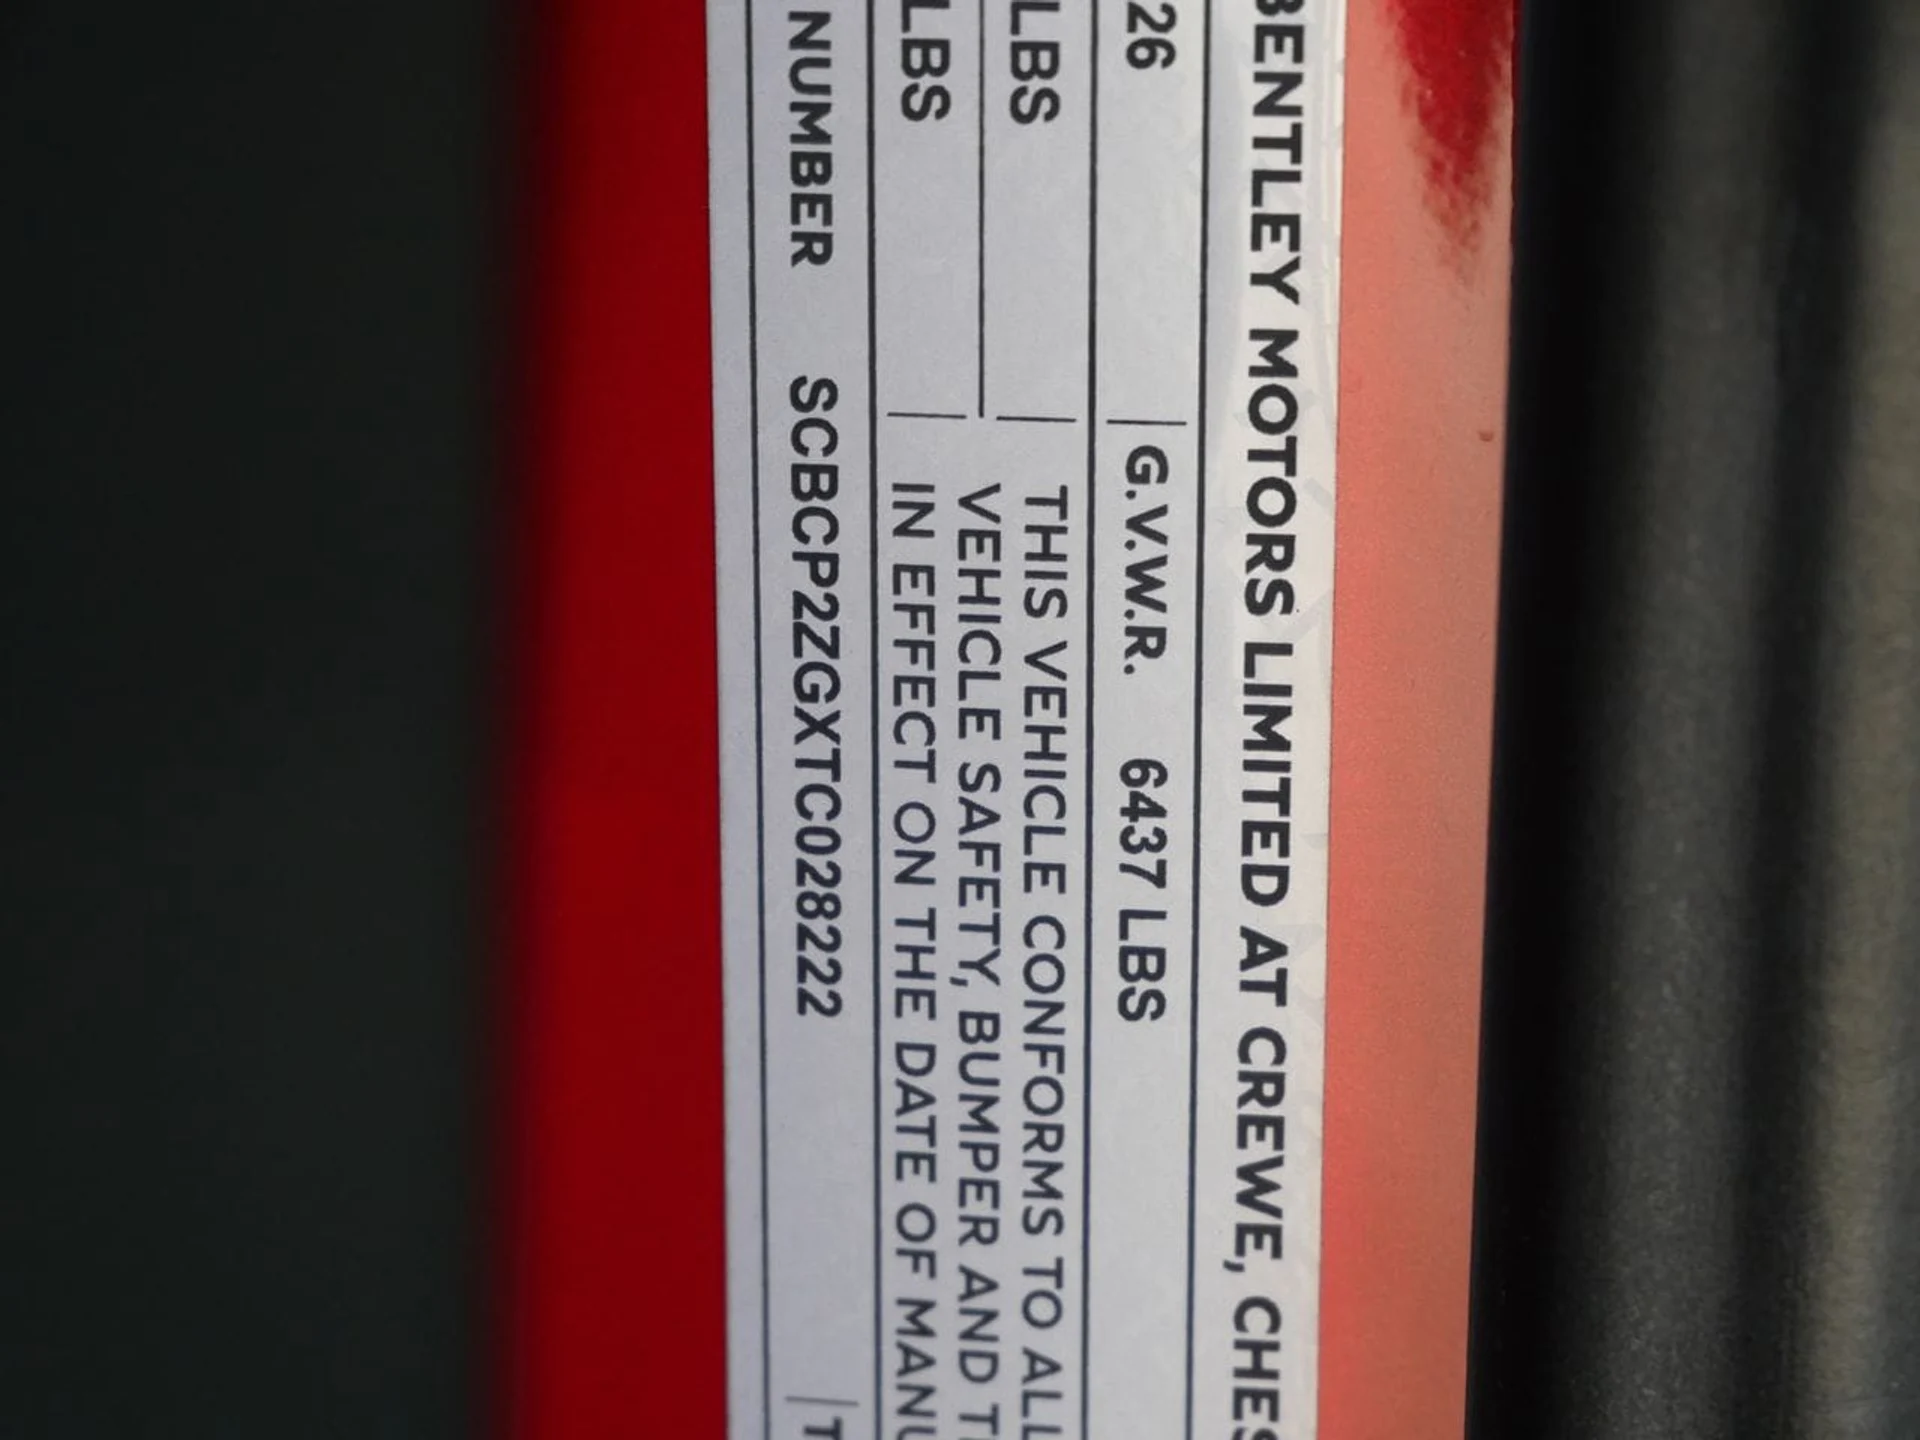 BENTLEY MOTORS LIMITED AT CREWE, CHES
26 G.V.W.R. 6437 LBS
LBS THIS VEHICLE CONFORMS TO ALL
VEHICLE SAFETY, BUMPER AND T
LBS IN EFFECT ON THE DATE OF MANU
NUMBER SCBCP2ZGXTC028222 T